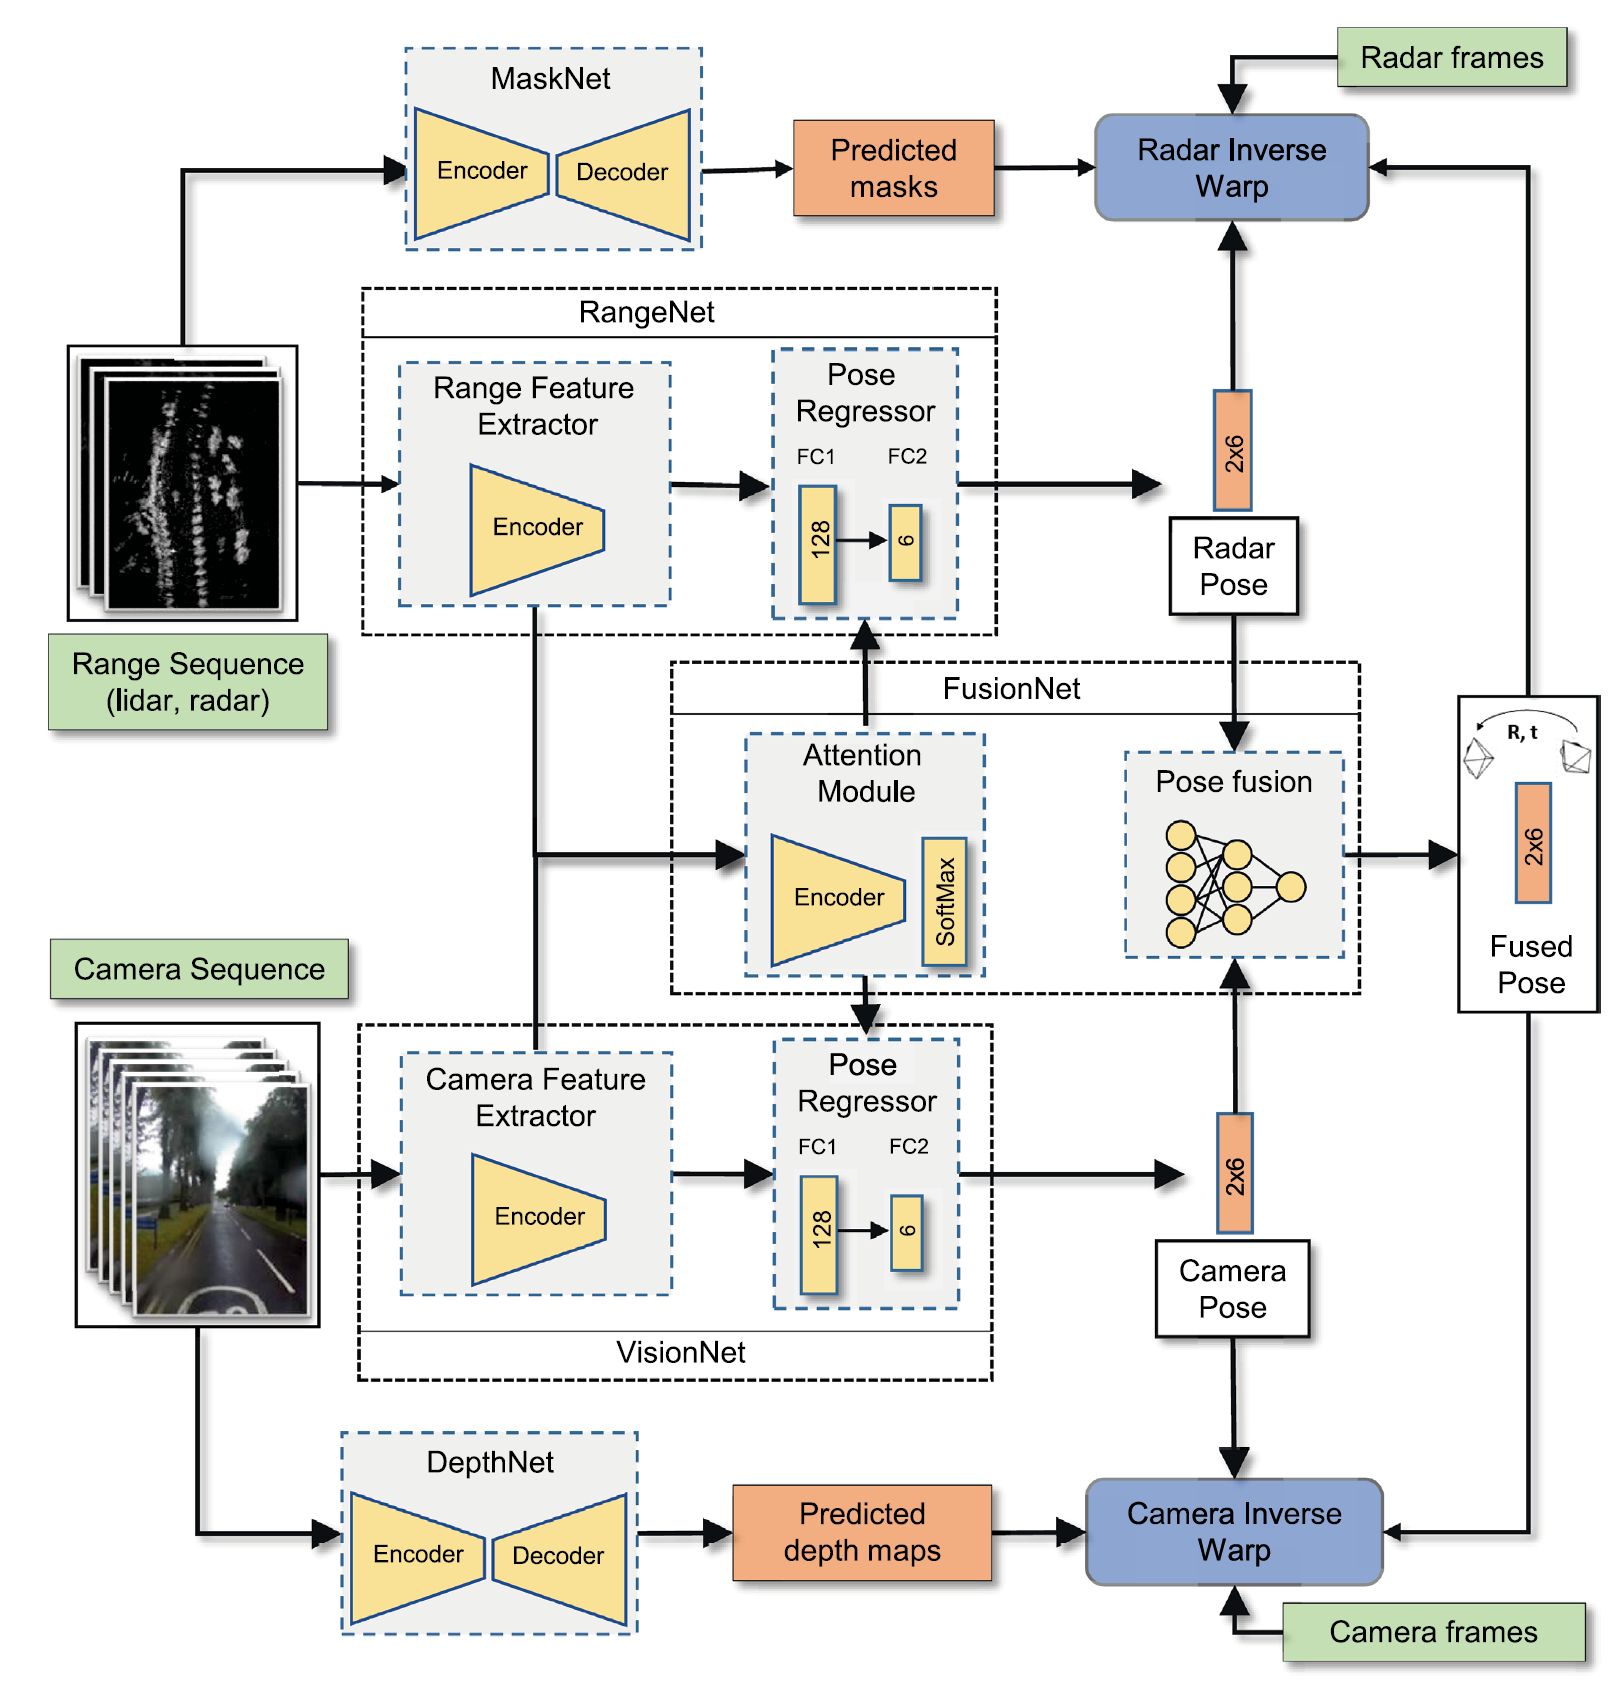 Radar frames
MaskNet
Encoder
Decoder
Predicted
masks
Radar Inverse
Warp
RangeNet
Range Feature
Extractor
Encoder
Pose
Regressor
FC1
FC2
128
6
2x6
Radar
Pose
Range Sequence
(lidar, radar)
FusionNet
Attention
Module
Encoder
SoftMax
Pose fusion
R, t
2x6
Fused
Pose
Camera Sequence
Camera Feature
Extractor
Encoder
Pose
Regressor
FC1
FC2
128
6
2x6
Camera
Pose
VisionNet
DepthNet
Encoder
Decoder
Predicted
depth maps
Camera Inverse
Warp
Camera frames